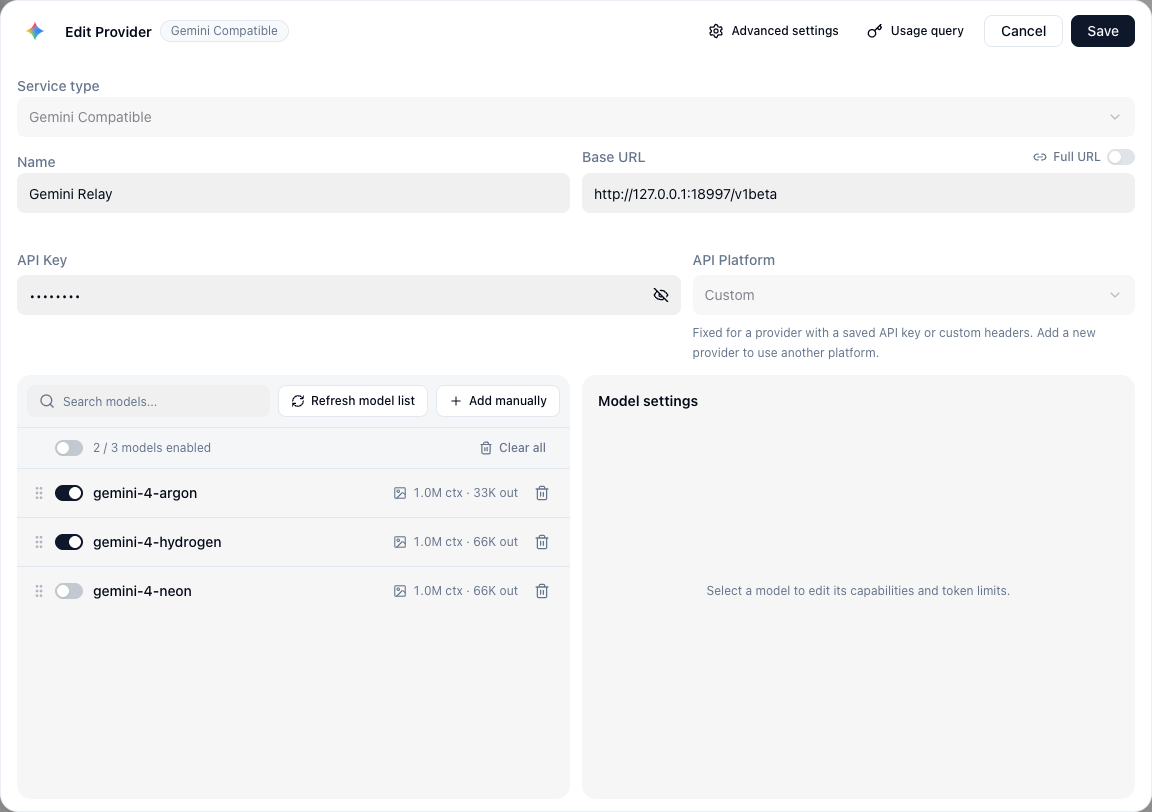 Edit Provider
Gemini Compatible
Advanced settings
Usage query
Cancel
Save
Service type
Gemini Compatible
Name
Base URL
Full URL
Gemini Relay
http://127.0.0.1:18997/v1beta
API Key
API Platform
••••••••
Custom
Fixed for a provider with a saved API key or custom headers. Add a new
provider to use another platform.
Search models...
Refresh model list
Add manually
Model settings
2 / 3 models enabled
Clear all
gemini-4-argon
1.0M ctx · 33K out
gemini-4-hydrogen
1.0M ctx · 66K out
gemini-4-neon
1.0M ctx · 66K out
Select a model to edit its capabilities and token limits.